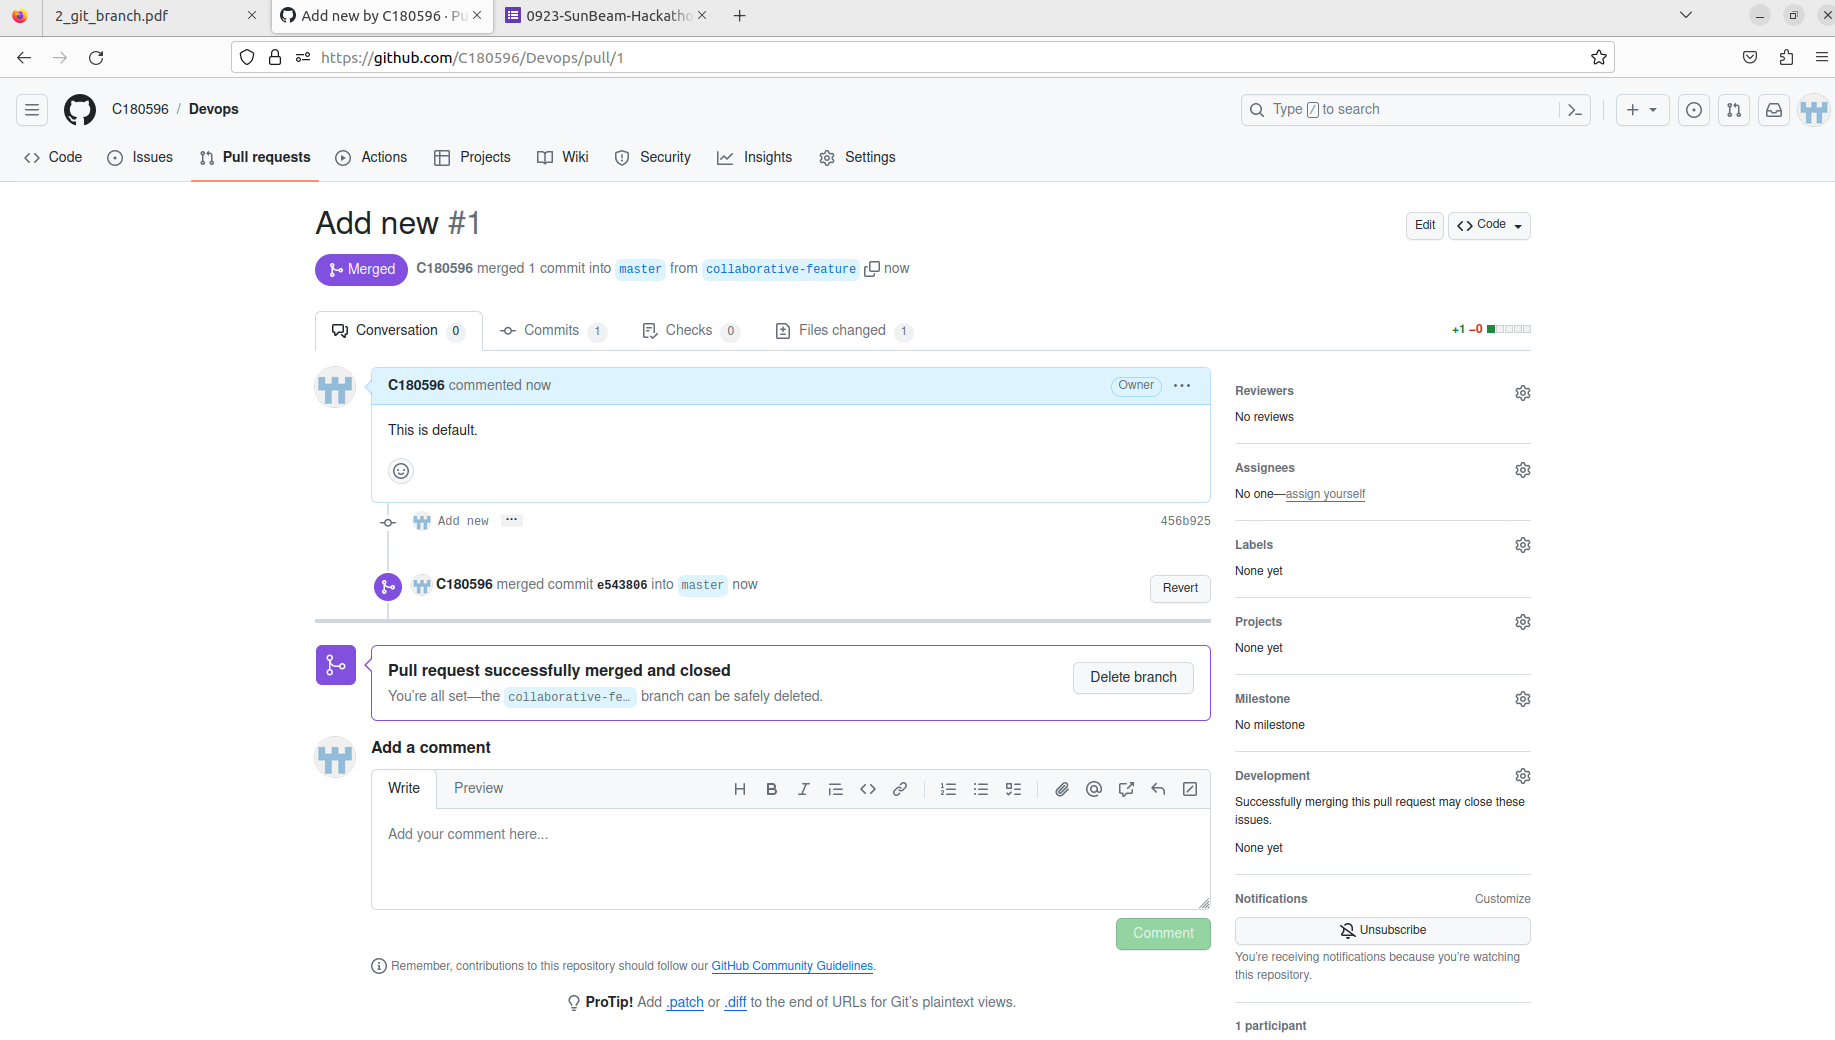 2_git_branch.pdf
Add new by C180596 · Pu
0923-SunBeam-Hackatho
https://github.com/C180596/Devops/pull/1
C180596 / Devops
Type / to search
Code
Issues
Pull requests
Actions
Projects
Wiki
Security
Insights
Settings
Add new #1
Edit
Code
Merged
C180596 merged 1 commit into master from collaborative-feature now
Conversation 0
Commits 1
Checks 0
Files changed 1
+1 −0
C180596 commented now
Owner
This is default.
Add new ...
456b925
C180596 merged commit e543806 into master now
Revert
Pull request successfully merged and closed
You're all set—the collaborative-fe… branch can be safely deleted.
Delete branch
Add a comment
Write
Preview
Add your comment here...
Comment
Remember, contributions to this repository should follow our GitHub Community Guidelines.
ProTip! Add .patch or .diff to the end of URLs for Git's plaintext views.
Reviewers
No reviews
Assignees
No one—assign yourself
Labels
None yet
Projects
None yet
Milestone
No milestone
Development
Successfully merging this pull request may close these
issues.
None yet
Notifications
Customize
Unsubscribe
You're receiving notifications because you're watching
this repository.
1 participant